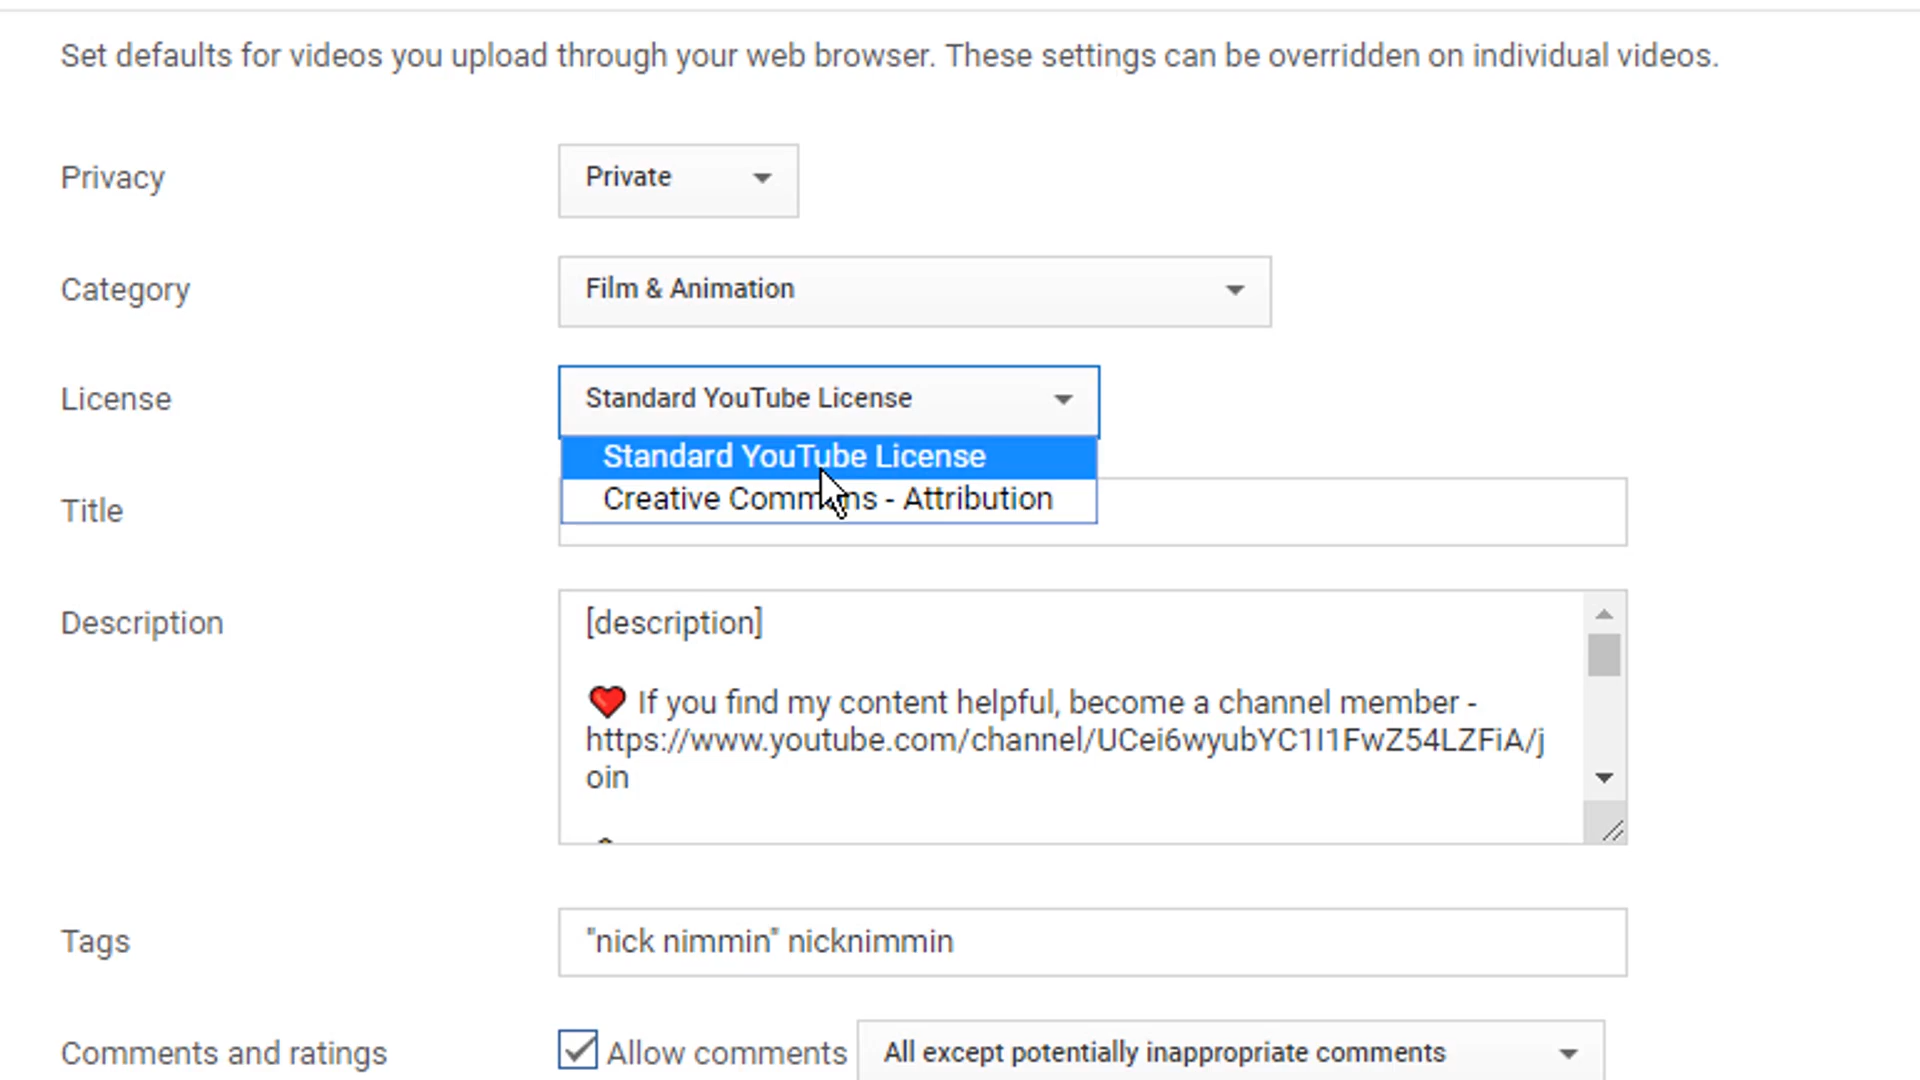 Set defaults for videos you upload through your web browser. These settings can be overridden on individual videos.
Privacy
Private
Category
Film & Animation
License
Standard YouTube License
Standard YouTube License
Creative Commons - Attribution
Title
Description
[description]
❤️ If you find my content helpful, become a channel member -
https://www.youtube.com/channel/UCei6wyubYC1I1FwZ54LZFiA/j
oin
Tags
"nick nimmin" nicknimmin
Comments and ratings
Allow comments
All except potentially inappropriate comments